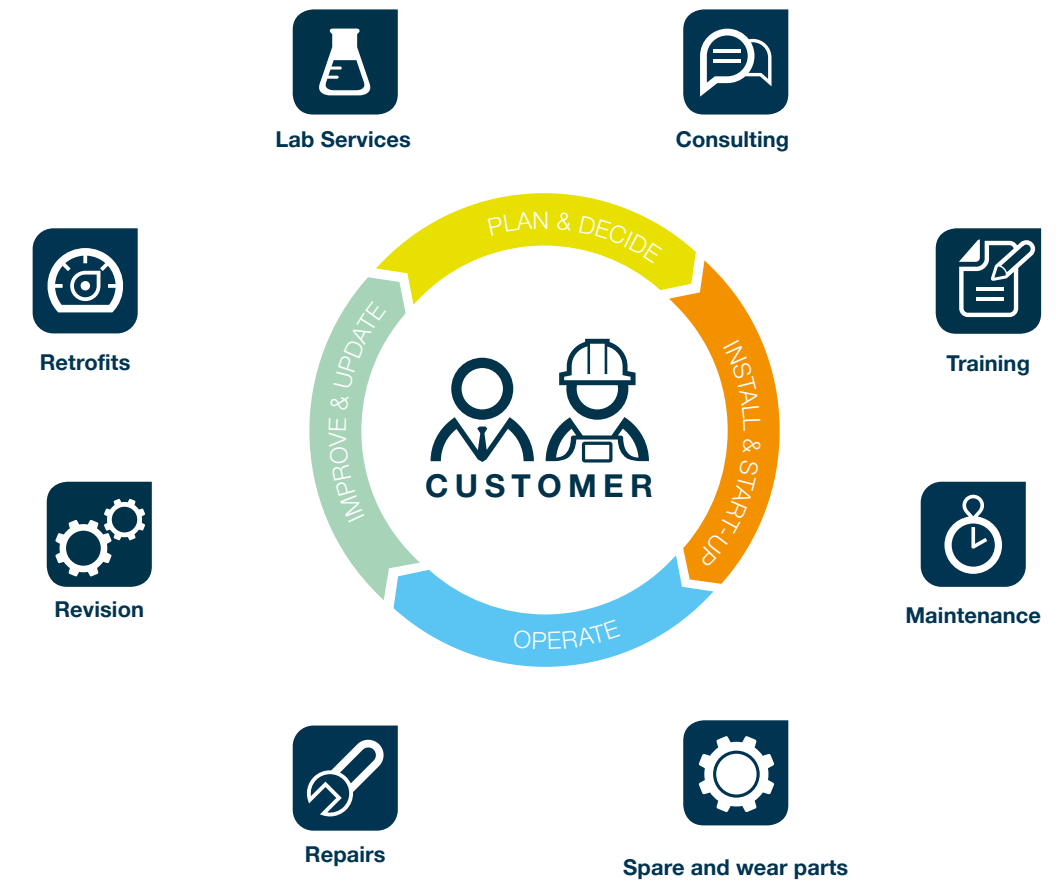 Lab Services
Consulting
PLAN & DECIDE
Retrofits
IMPROVE & UPDATE
INSTALL & START-UP
Training
CUSTOMER
Revision
Maintenance
OPERATE
Repairs
Spare and wear parts